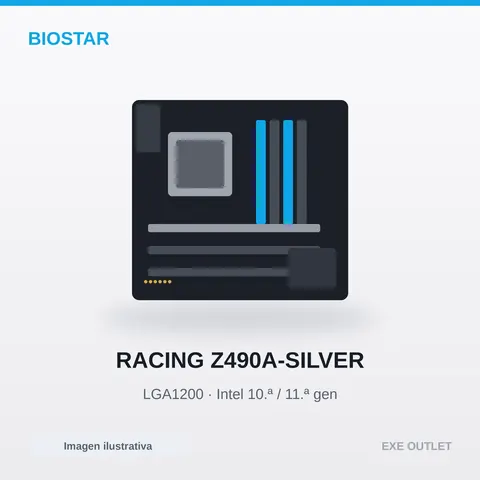 BIOSTAR
RACING Z490A-SILVER
LGA1200 · Intel 10.ª / 11.ª gen
Imagen ilustrativa
EXE OUTLET